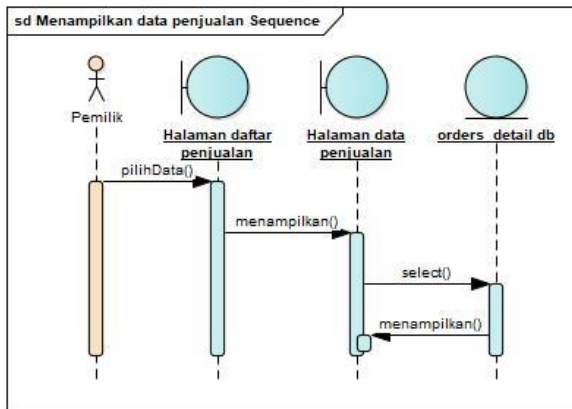 sd Menampilkan data penjualan Sequence
Pemilik
Halaman daftar
penjualan
Halaman data
penjualan
orders_detail db
pilihData()
menampilkan()
select()
menampilkan()